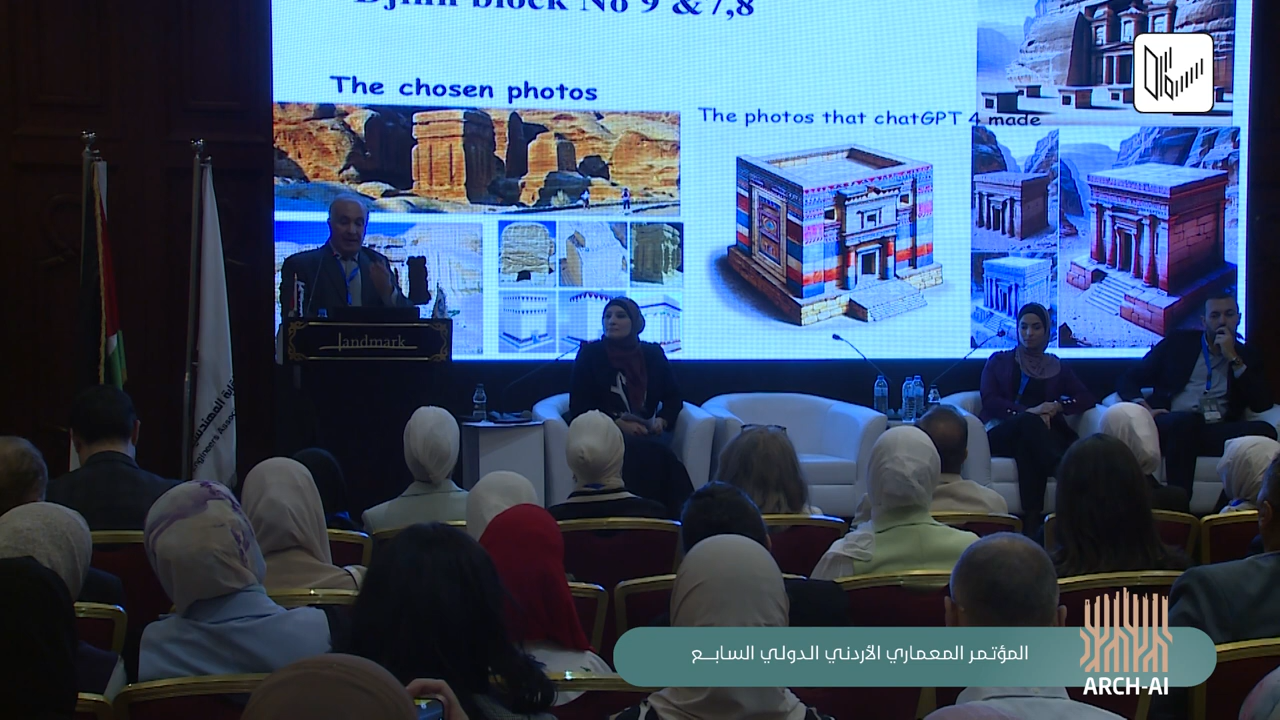 Djinn block No 9 & 7,8
The chosen photos
The photos that chatGPT 4 made
landmark
المؤتمر المعماري الأردني الدولي السابع
ARCH-AI